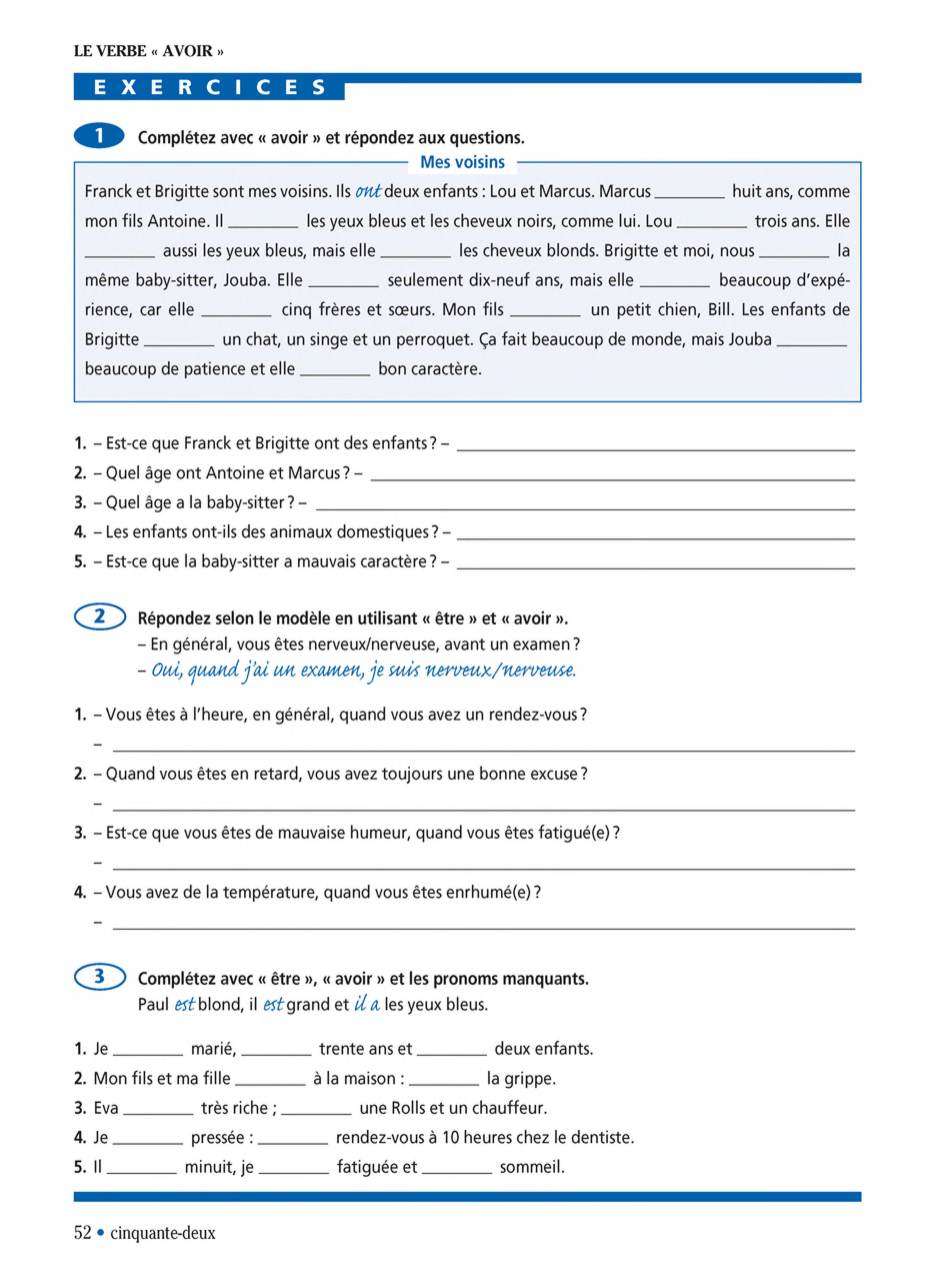 LE VERBE « AVOIR »
EXERCICES
1 Complétez avec « avoir » et répondez aux questions.
Mes voisins
Franck et Brigitte sont mes voisins. Ils ont deux enfants : Lou et Marcus. Marcus ________ huit ans, comme
mon fils Antoine. Il ________ les yeux bleus et les cheveux noirs, comme lui. Lou ________ trois ans. Elle
________ aussi les yeux bleus, mais elle ________ les cheveux blonds. Brigitte et moi, nous ________ la
même baby-sitter, Jouba. Elle ________ seulement dix-neuf ans, mais elle ________ beaucoup d'expé-
rience, car elle ________ cinq frères et sœurs. Mon fils ________ un petit chien, Bill. Les enfants de
Brigitte ________ un chat, un singe et un perroquet. Ça fait beaucoup de monde, mais Jouba ________
beaucoup de patience et elle ________ bon caractère.
1. – Est-ce que Franck et Brigitte ont des enfants ? – ________
2. – Quel âge ont Antoine et Marcus ? – ________
3. – Quel âge a la baby-sitter ? – ________
4. – Les enfants ont-ils des animaux domestiques ? – ________
5. – Est-ce que la baby-sitter a mauvais caractère ? – ________
2 Répondez selon le modèle en utilisant « être » et « avoir ».
– En général, vous êtes nerveux/nerveuse, avant un examen ?
– Oui, quand j'ai un examen, je suis nerveux/nerveuse.
1. – Vous êtes à l'heure, en général, quand vous avez un rendez-vous ?
– ________
2. – Quand vous êtes en retard, vous avez toujours une bonne excuse ?
– ________
3. – Est-ce que vous êtes de mauvaise humeur, quand vous êtes fatigué(e) ?
– ________
4. – Vous avez de la température, quand vous êtes enrhumé(e) ?
– ________
3 Complétez avec « être », « avoir » et les pronoms manquants.
Paul est blond, il est grand et il a les yeux bleus.
1. Je ________ marié, ________ trente ans et ________ deux enfants.
2. Mon fils et ma fille ________ à la maison : ________ la grippe.
3. Eva ________ très riche ; ________ une Rolls et un chauffeur.
4. Je ________ pressée : ________ rendez-vous à 10 heures chez le dentiste.
5. Il ________ minuit, je ________ fatiguée et ________ sommeil.
52 • cinquante-deux